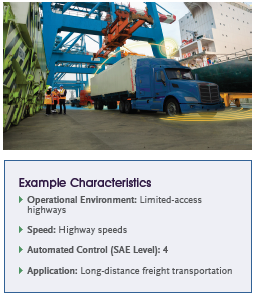 Example Characteristics
Operational Environment: Limited-access
highways
Speed: Highway speeds
Automated Control (SAE Level): 4
Application: Long-distance freight transportation